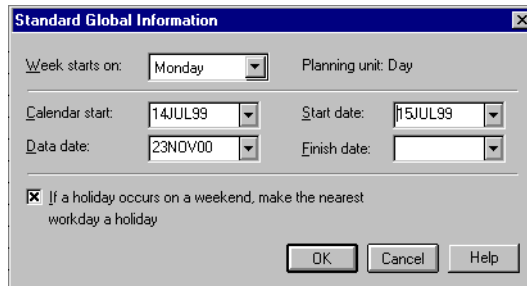 Standard Global Information
Week starts on: Monday Planning unit: Day
Calendar start: 14JUL99 Start date: 15JUL99
Data date: 23NOV00 Finish date:
If a holiday occurs on a weekend, make the nearest
workday a holiday
OK Cancel Help